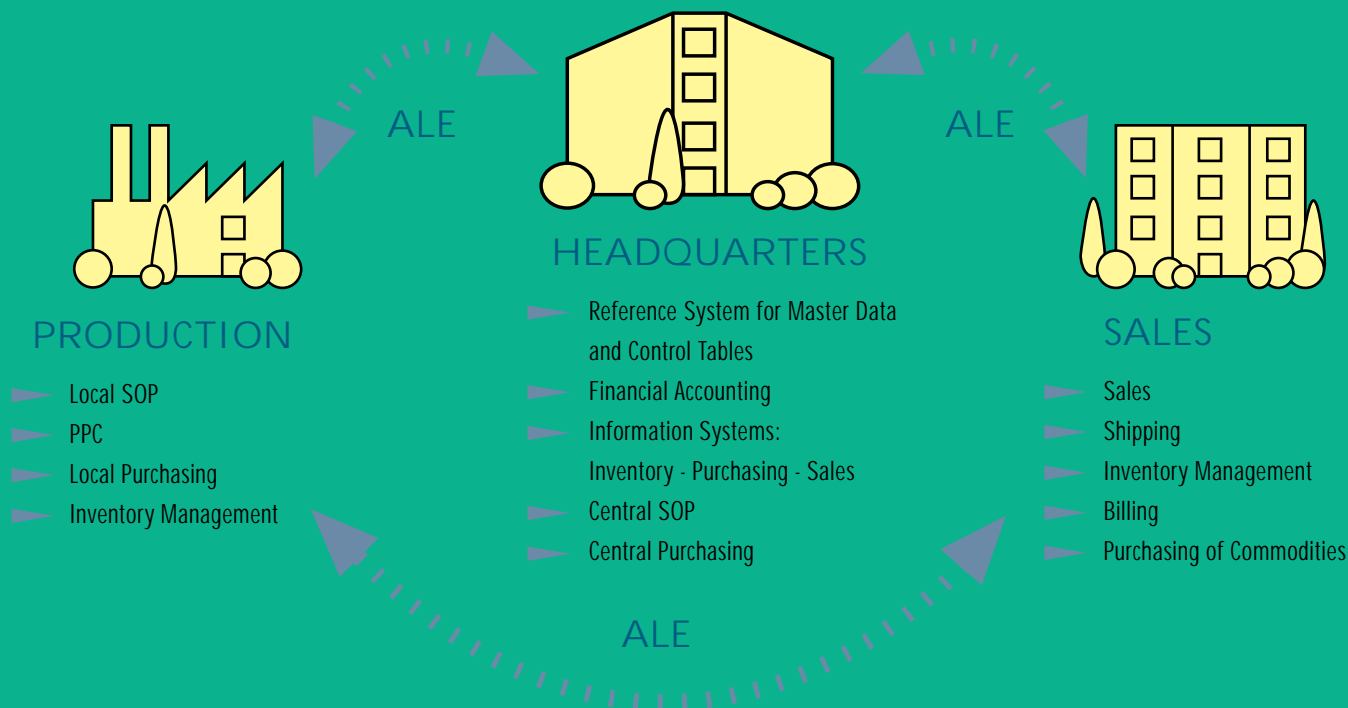 ALE
ALE
HEADQUARTERS
Reference System for Master Data
and Control Tables
Financial Accounting
Information Systems:
Inventory - Purchasing - Sales
Central SOP
Central Purchasing
PRODUCTION
Local SOP
PPC
Local Purchasing
Inventory Management
SALES
Sales
Shipping
Inventory Management
Billing
Purchasing of Commodities
ALE